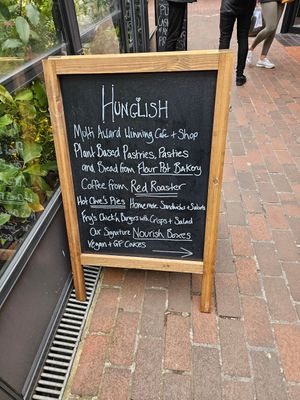 HUNGLISH
Multi Award Winning Cafe + Shop
Plant Based Pastries, Pasties
and Bread from Flour Pot Bakery
Coffee from Red Roaster
Hot Clive's Pies Homemade Sandwiches + Salads
Fry's Chick'n Burgers with Crisps + Salad
Our Signature Nourish Boxes
Vegan + GF Cakes